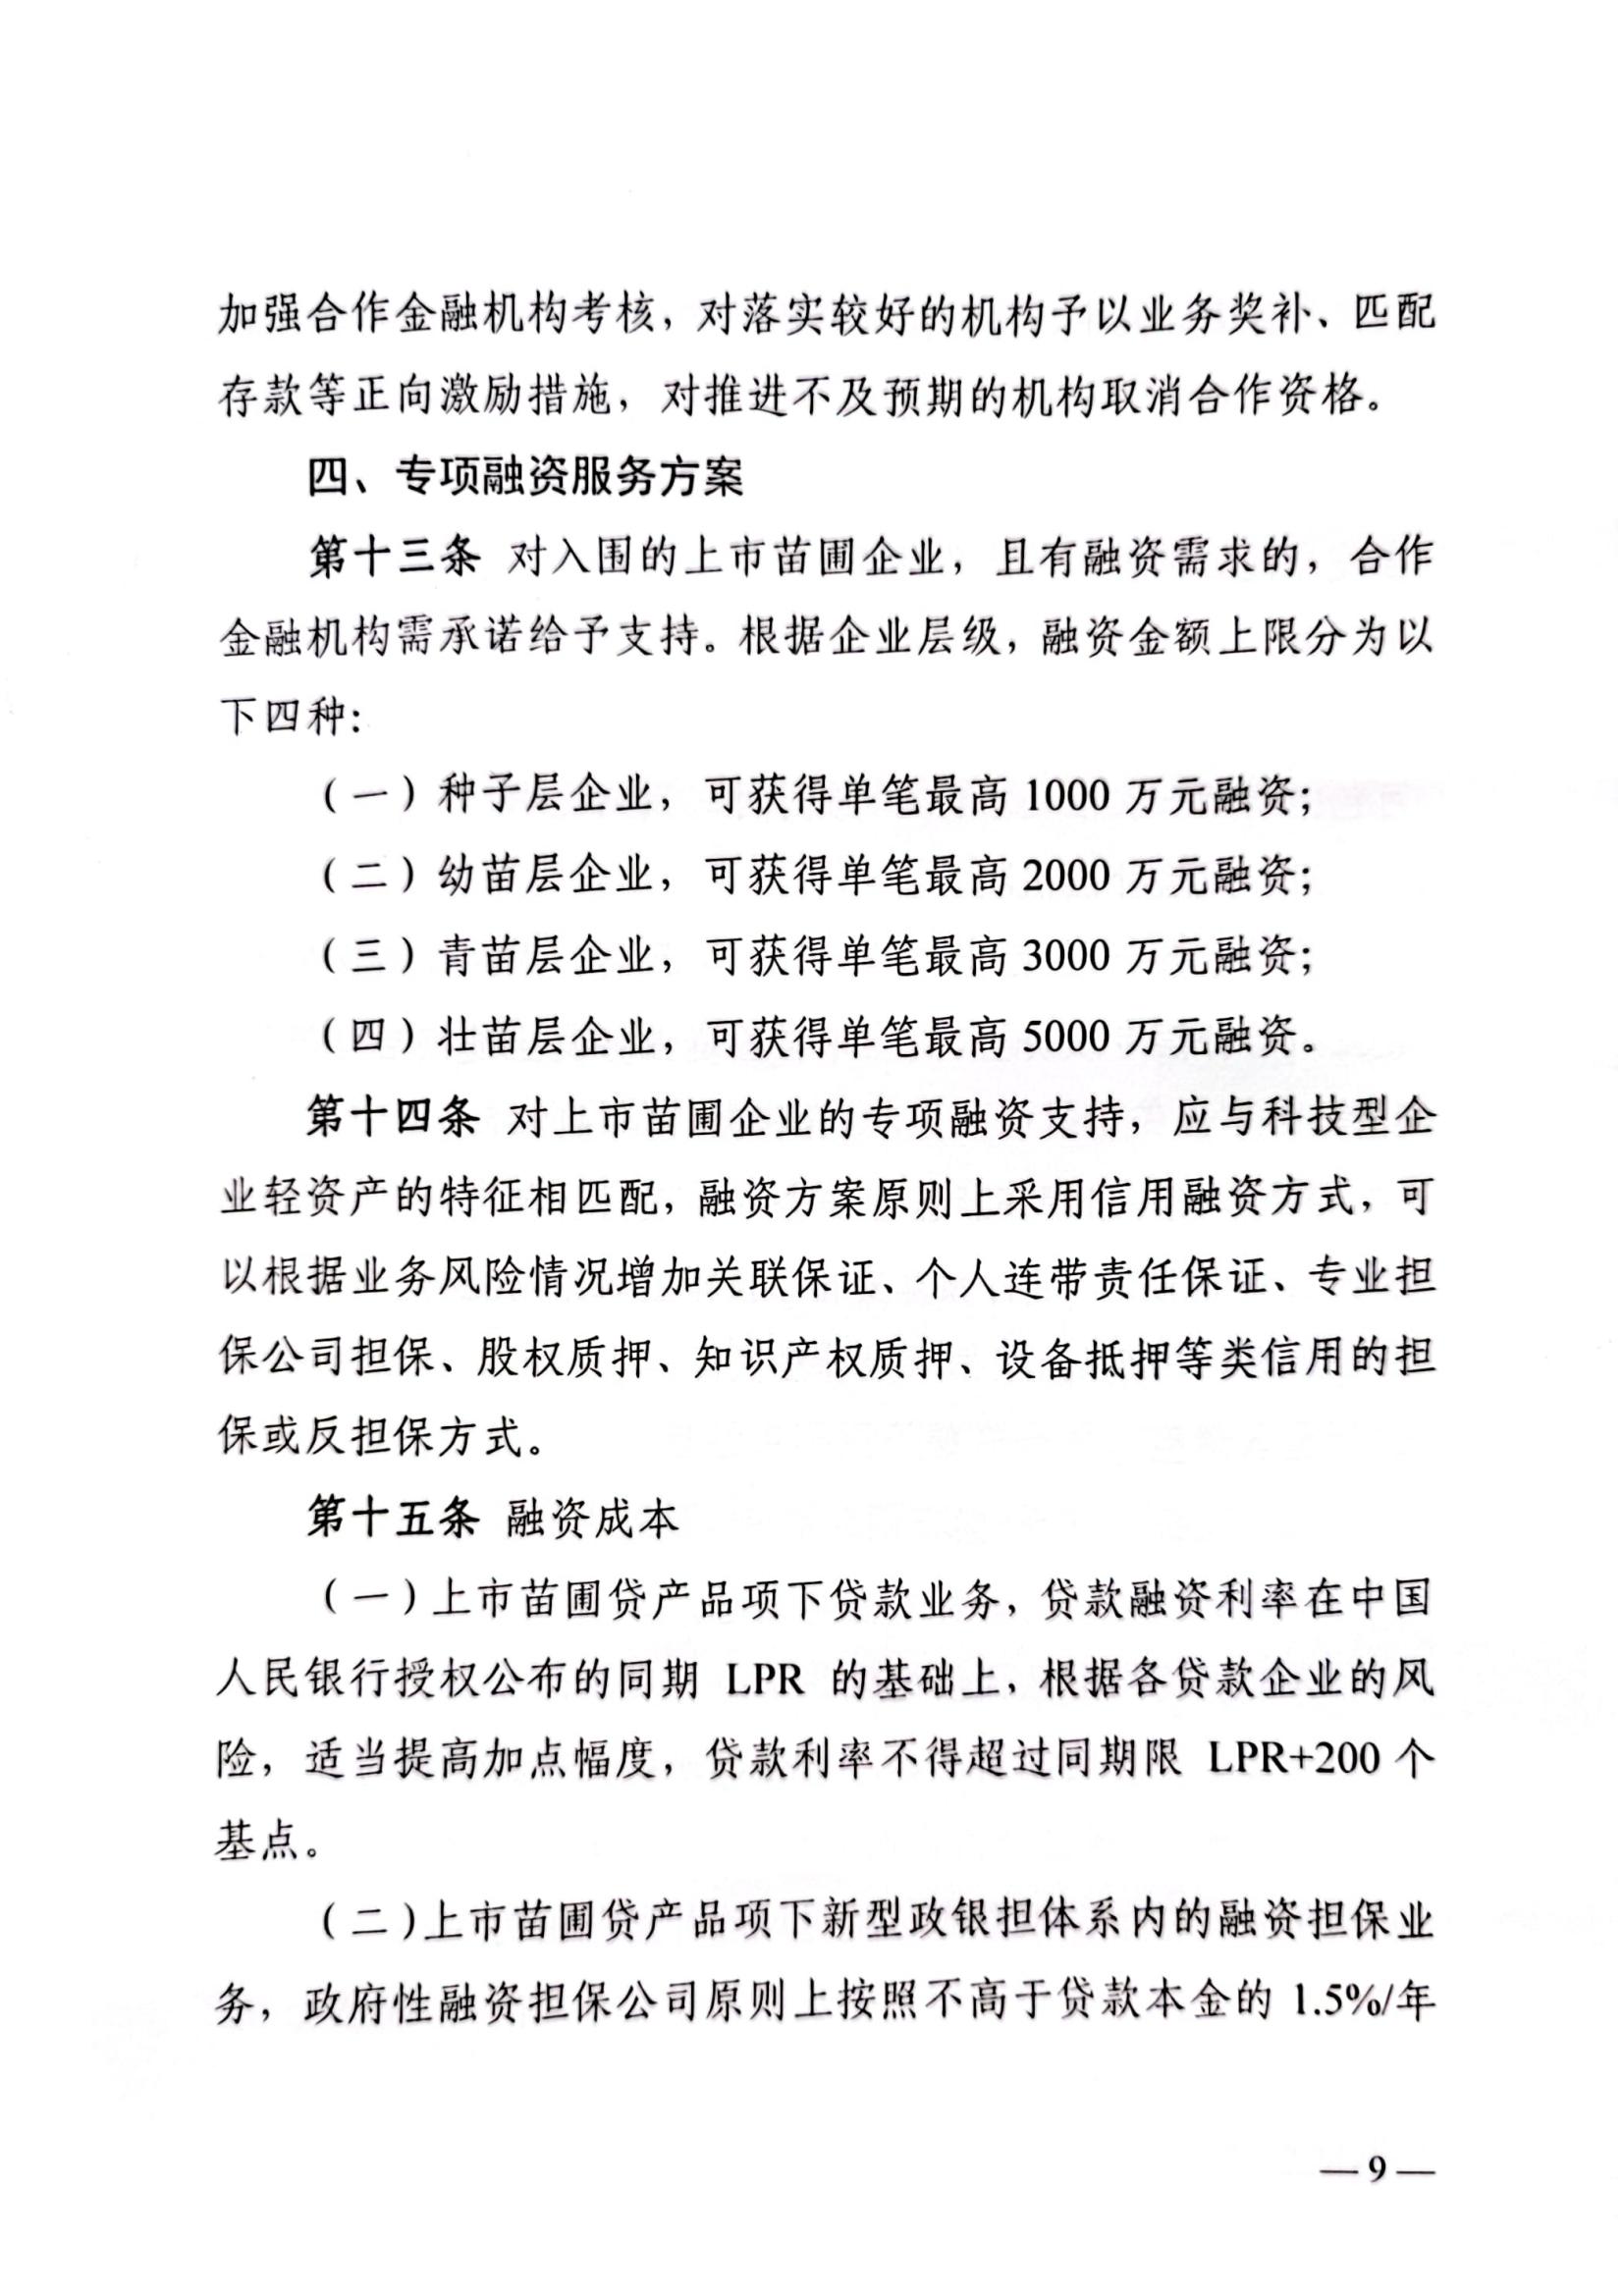 加强合作金融机构考核，对落实较好的机构予以业务奖补、匹配
存款等正向激励措施，对推进不及预期的机构取消合作资格。
四、专项融资服务方案
第十三条 对入围的上市苗圃企业，且有融资需求的，合作
金融机构需承诺给予支持。根据企业层级，融资金额上限分为以
下四种：
（一）种子层企业，可获得单笔最高 1000 万元融资；
（二）幼苗层企业，可获得单笔最高 2000 万元融资；
（三）青苗层企业，可获得单笔最高 3000 万元融资；
（四）壮苗层企业，可获得单笔最高 5000 万元融资。
第十四条 对上市苗圃企业的专项融资支持，应与科技型企
业轻资产的特征相匹配，融资方案原则上采用信用融资方式，可
以根据业务风险情况增加关联保证、个人连带责任保证、专业担
保公司担保、股权质押、知识产权质押、设备抵押等类信用的担
保或反担保方式。
第十五条 融资成本
（一）上市苗圃贷产品项下贷款业务，贷款融资利率在中国
人民银行授权公布的同期 LPR 的基础上，根据各贷款企业的风
险，适当提高加点幅度，贷款利率不得超过同期限 LPR+200 个
基点。
（二）上市苗圃贷产品项下新型政银担体系内的融资担保业
务，政府性融资担保公司原则上按照不高于贷款本金的 1.5%/年
— 9 —